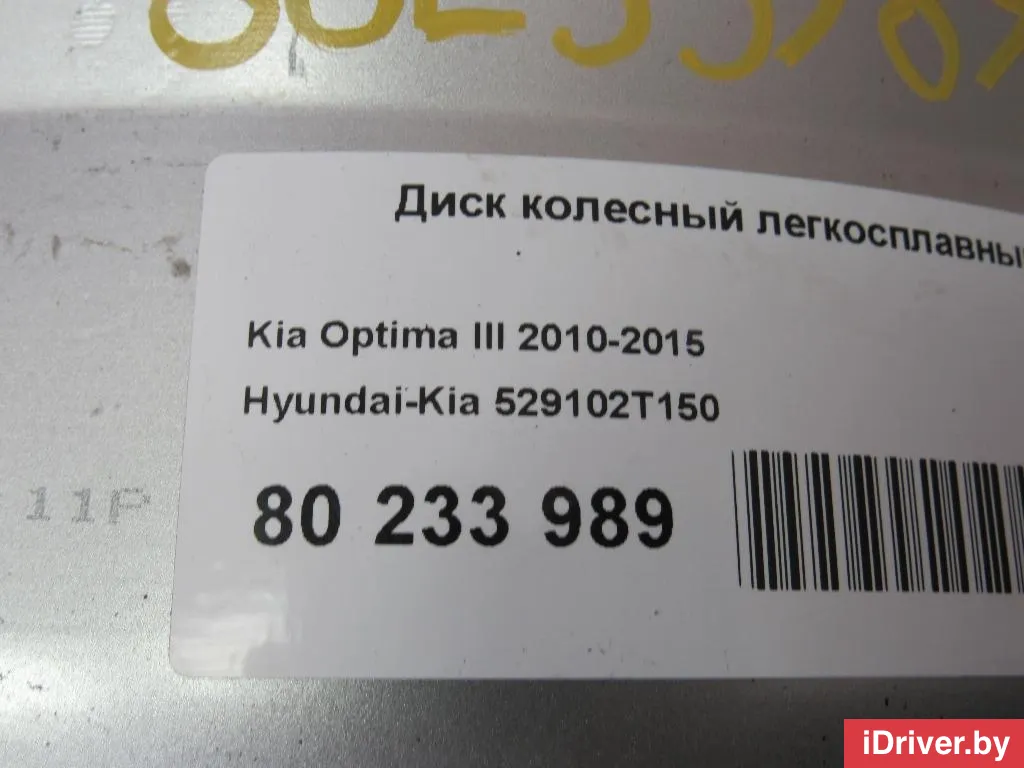 Диск колесный легкосплавны
Kia Optima III 2010-2015
Hyundai-Kia 529102T150
80 233 989
11P
iDriver.by